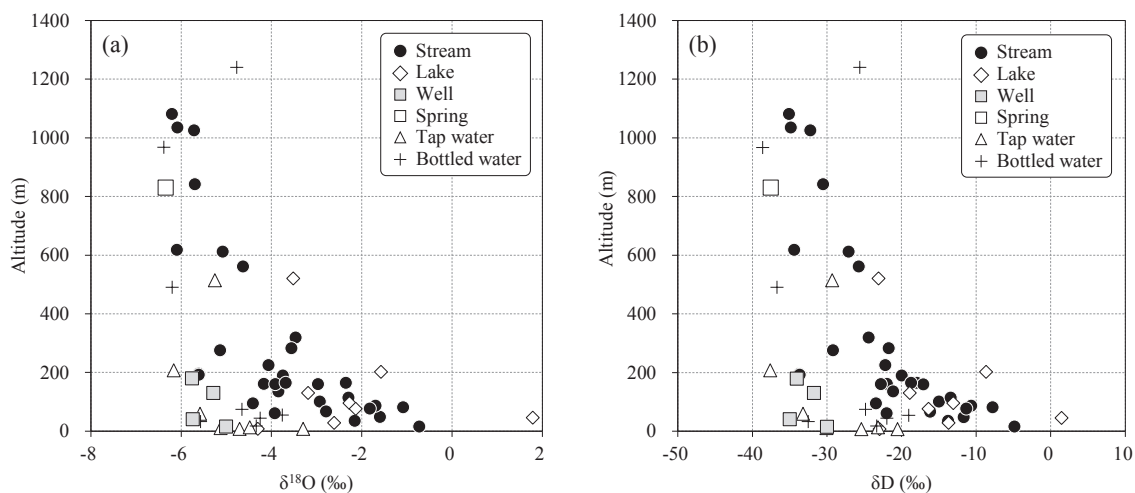 (a)
Stream
Lake
Well
Spring
Tap water
Bottled water
Altitude (m)
1400
1200
1000
800
600
400
200
0
-8
-6
-4
-2
0
2
δ¹⁸O (‰)
(b)
Stream
Lake
Well
Spring
Tap water
Bottled water
Altitude (m)
1400
1200
1000
800
600
400
200
0
-50
-40
-30
-20
-10
0
10
δD (‰)